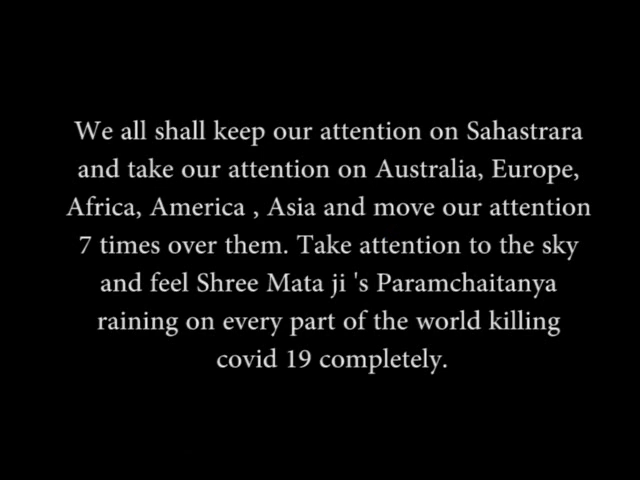 We all shall keep our attention on Sahastrara
and take our attention on Australia, Europe,
Africa, America , Asia and move our attention
7 times over them. Take attention to the sky
and feel Shree Mata ji 's Paramchaitanya
raining on every part of the world killing
covid 19 completely.